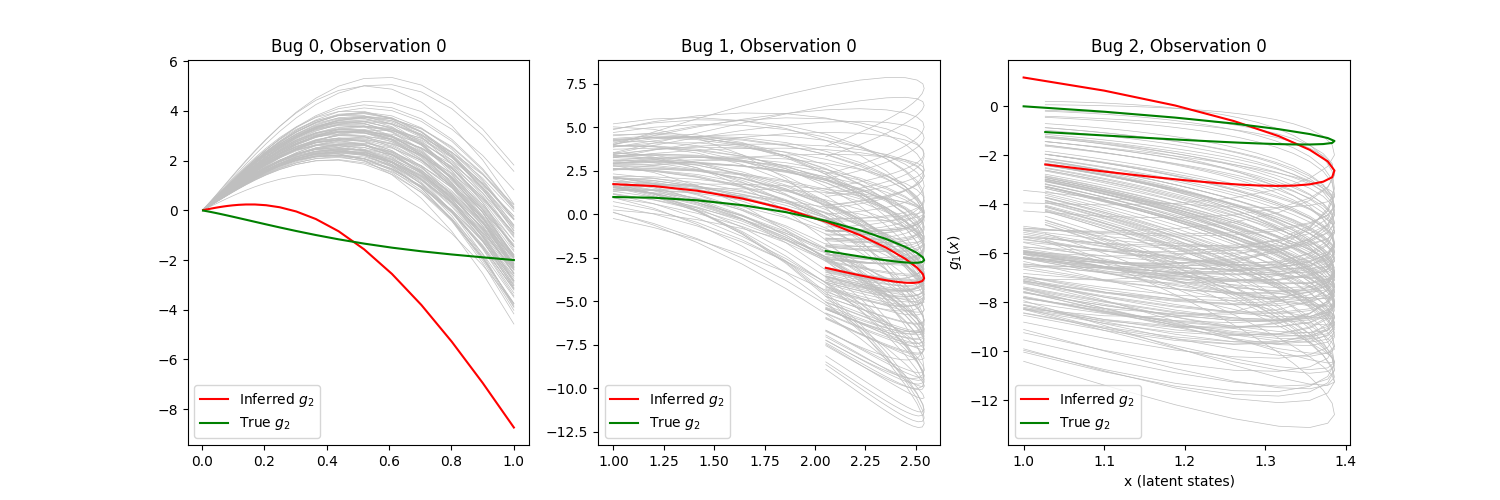 Bug 0, Observation 0
6
4
2
0
−2
−4
−6
−8
0.0 0.2 0.4 0.6 0.8 1.0
Inferred g₂
True g₂
Bug 1, Observation 0
7.5
5.0
2.5
0.0
−2.5
−5.0
−7.5
−10.0
−12.5
1.00 1.25 1.50 1.75 2.00 2.25 2.50
Inferred g₂
True g₂
Bug 2, Observation 0
g₁(x)
0
−2
−4
−6
−8
−10
−12
1.0 1.1 1.2 1.3 1.4
x (latent states)
Inferred g₂
True g₂